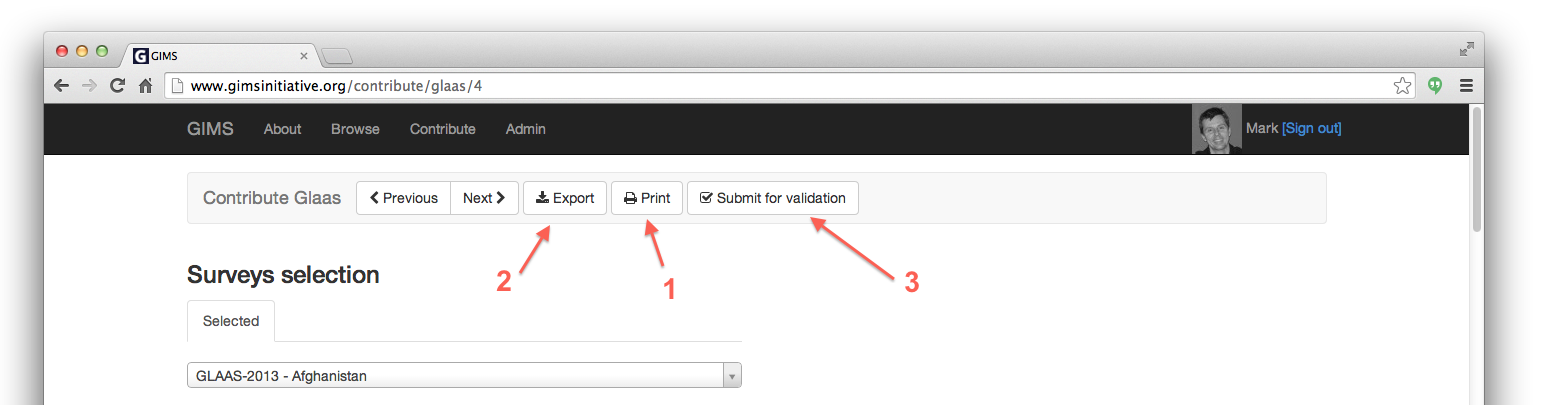 GIMS
www.gimsinitiative.org/contribute/glaas/4
GIMS About Browse Contribute Admin Mark [Sign out]
Contribute Glaas Previous Next Export Print Submit for validation
2 1 3
Surveys selection
Selected
GLAAS-2013 - Afghanistan